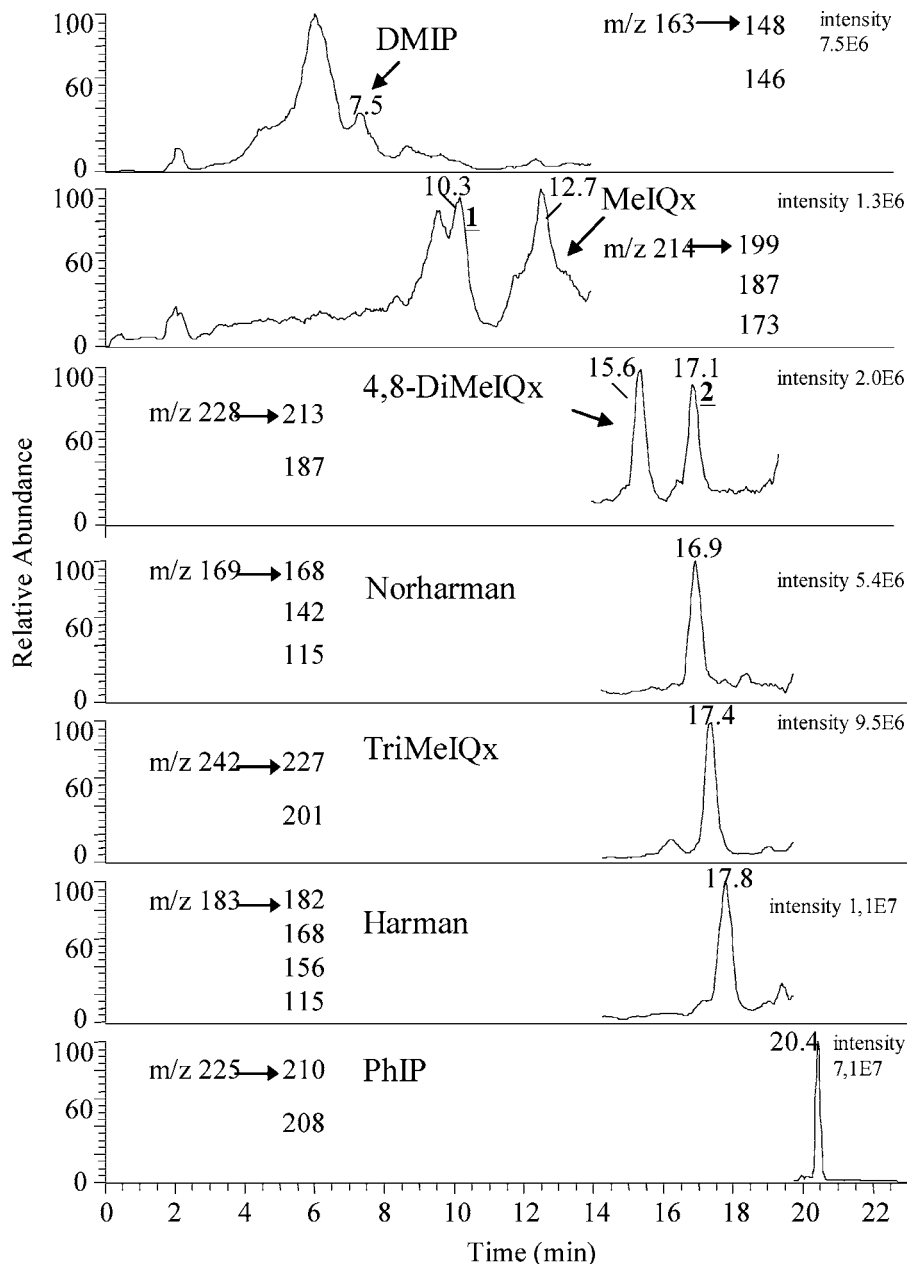 100
60
0
DMIP
7.5
m/z 163 → 148
146
intensity
7.5E6
100
60
0
10.3
1
12.7
MeIQx
intensity 1.3E6
m/z 214 → 199
187
173
100
60
0
m/z 228 → 213
187
4,8-DiMeIQx
15.6
17.1
2
intensity 2.0E6
Relative Abundance
100
60
0
m/z 169 → 168
142
115
Norharman
16.9
intensity 5.4E6
100
60
0
m/z 242 → 227
201
TriMeIQx
17.4
intensity 9.5E6
100
60
0
m/z 183 → 182
168
156
115
Harman
17.8
intensity 1,1E7
100
60
0
m/z 225 → 210
208
PhIP
20.4
intensity
7,1E7
0 2 4 6 8 10 12 14 16 18 20 22
Time (min)